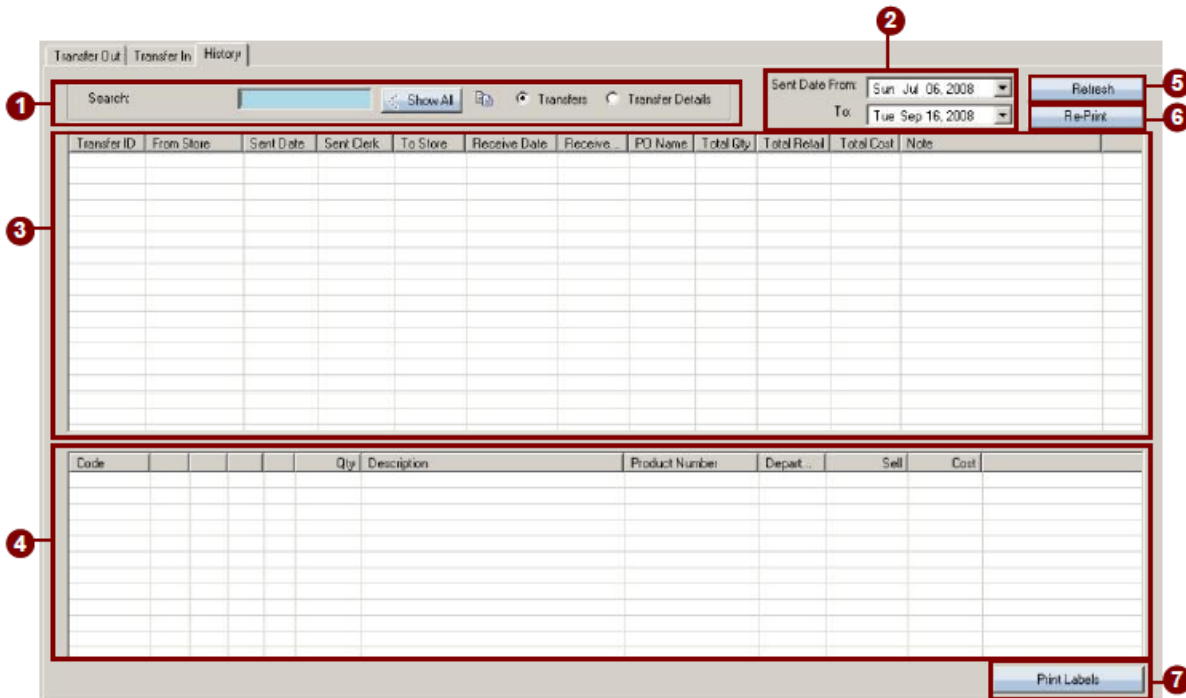 2
Transfer Out Transfer In History
1 Search: Show All Transfers Transfer Details Sent Date From: Sun Jul 06, 2008 Refresh 5
To: Tue Sep 16, 2008 Re-Print 6
Transfer ID From Store Sent Date Sent Clerk To Store Receive Date Receive... PO Name Total Qty Total Retail Total Cost Note
3
Code Qty Description Product Number Depart... Sell Cost
4
Print Labels 7